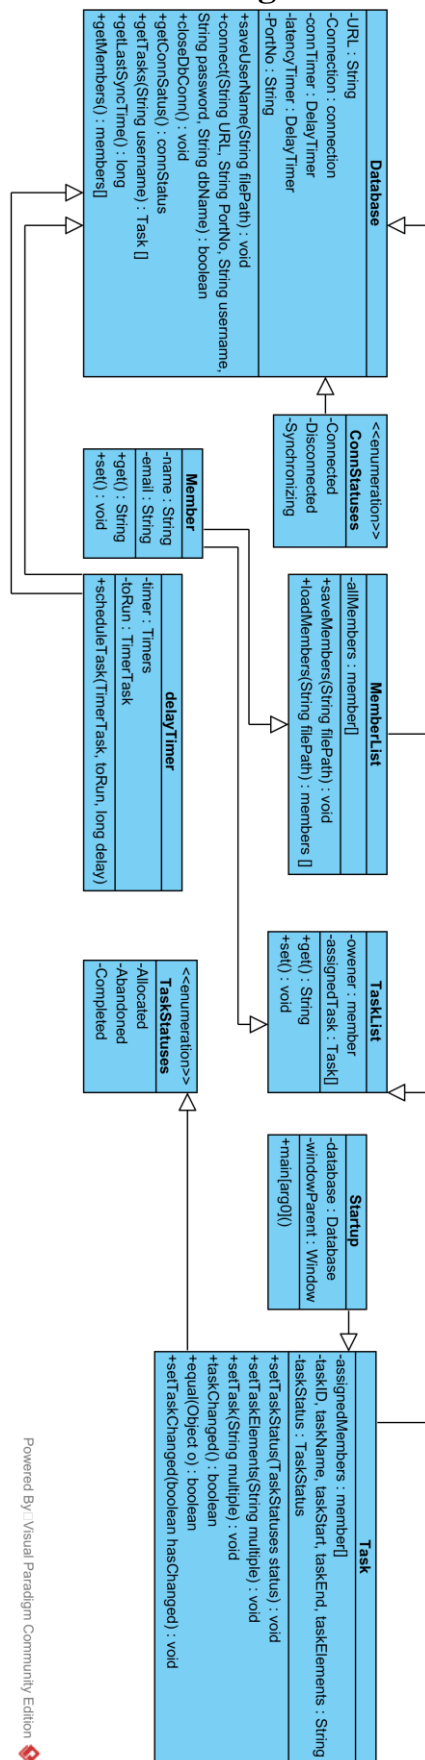 Database
-URL : String
-Connection : connection
-connTimer : DelayTimer
-latencyTimer : DelayTimer
-PortNo : String
+saveUserName(String filePath) : void
+connect(String URL, String PortNo, String username,
String password, String dbName) : boolean
+closeDbConn() : void
+getConnSatus() : connStatus
+getTasks(String username) : Task []
+getLastSyncTime() : long
+getMembers() : members[]
<<enumeration>>
ConnStatuses
-Connected
-Disconnected
-Synchronizing
Member
-name : String
-email : String
+get() : String
+set() : void
MemberList
-allMembers : member[]
+saveMembers(String filePath) : void
+loadMembers(String filePath) : members []
delayTimer
-timer : Timers
-toRun : TimerTask
+scheduleTask(TimerTask, toRun, long delay)
TaskList
-owener : member
-assignedTask : Task[]
+get() : String
+set() : void
<<enumeration>>
TaskStatuses
-Allocated
-Abandoned
-Completed
Startup
-database : Database
-windowParent : Window
+main[arg0]()
Task
-assignedMembers : member[]
-taskID, taskName, taskStart, taskEnd, taskElements : String
-taskStatus : TaskStatus
+setTaskStatus(TaskStatuses status) : void
+setTaskElements(String multiple) : void
+setTask(String multiple) : void
+taskChanged() : boolean
+equal(Object o) : boolean
+setTaskChanged(boolean hasChanged) : void
Powered By Visual Paradigm Community Edition